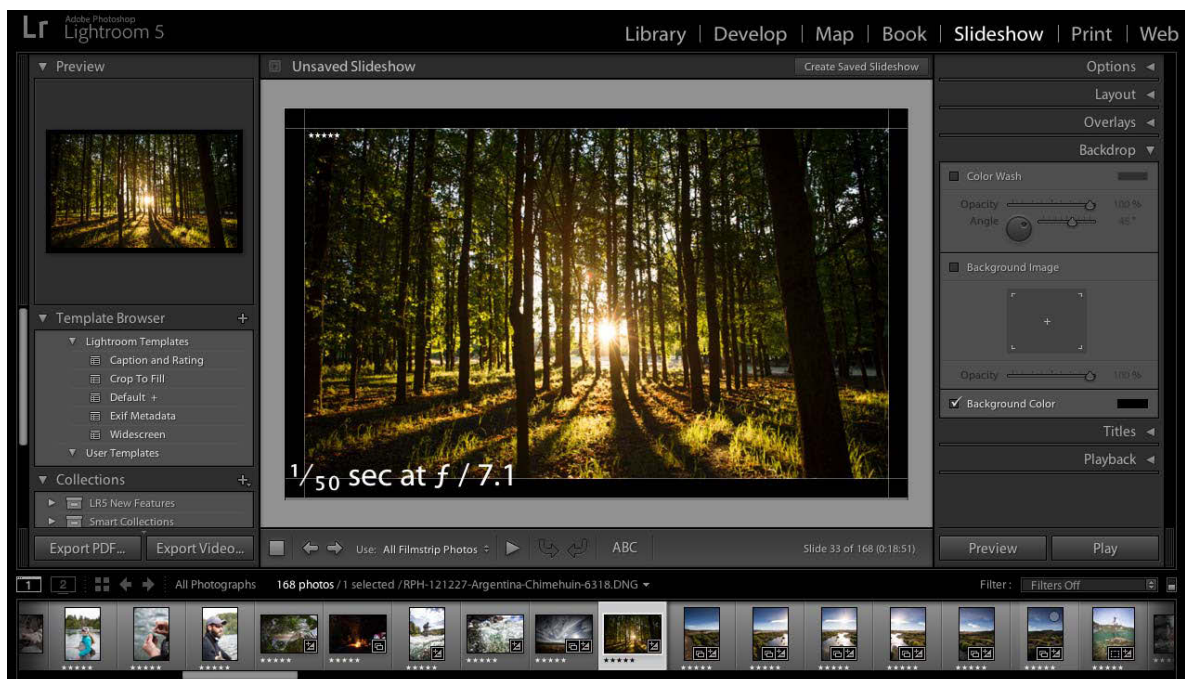 Lr Adobe Photoshop
Lightroom 5
Library | Develop | Map | Book | Slideshow | Print | Web
Preview
Unsaved Slideshow
Create Saved Slideshow
Options
Layout
Overlays
Backdrop
Color Wash
Opacity 100 %
Angle 45 °
Background Image
Opacity 100 %
Background Color
Titles
Playback
★★★★★
1/50 sec at ƒ / 7.1
Template Browser +
Lightroom Templates
Caption and Rating
Crop To Fill
Default +
Exif Metadata
Widescreen
User Templates
Collections +
LR5 New Features
Smart Collections
Export PDF...
Export Video...
Use: All Filmstrip Photos
ABC
Slide 33 of 168 (0:18:51)
Preview
Play
1 2 All Photographs 168 photos / 1 selected / RPH-121227-Argentina-Chimehuin-6318.DNG
Filter: Filters Off